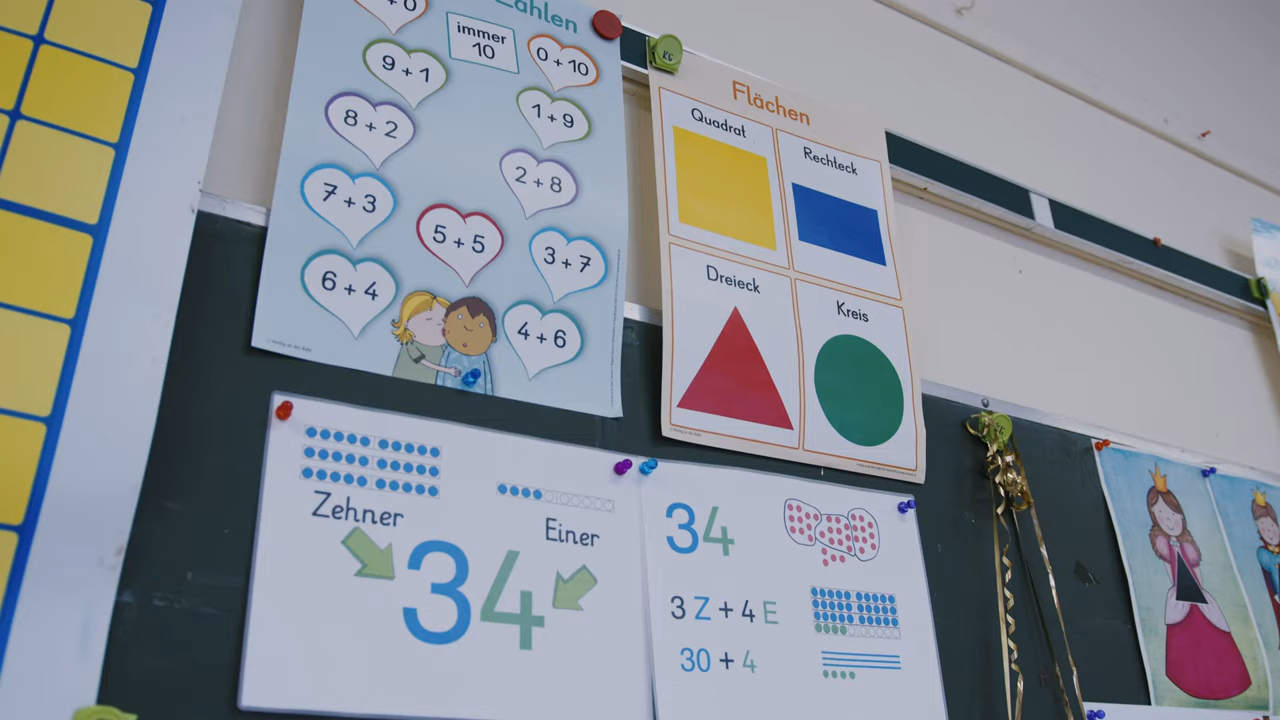 Zahlen
+ 0
immer
10
0 + 10
9 + 1
1 + 9
8 + 2
2 + 8
7 + 3
5 + 5
3 + 7
6 + 4
4 + 6
Flächen
Quadrat
Rechteck
Dreieck
Kreis
Zehner
Einer
34
34
3 Z + 4 E
30 + 4